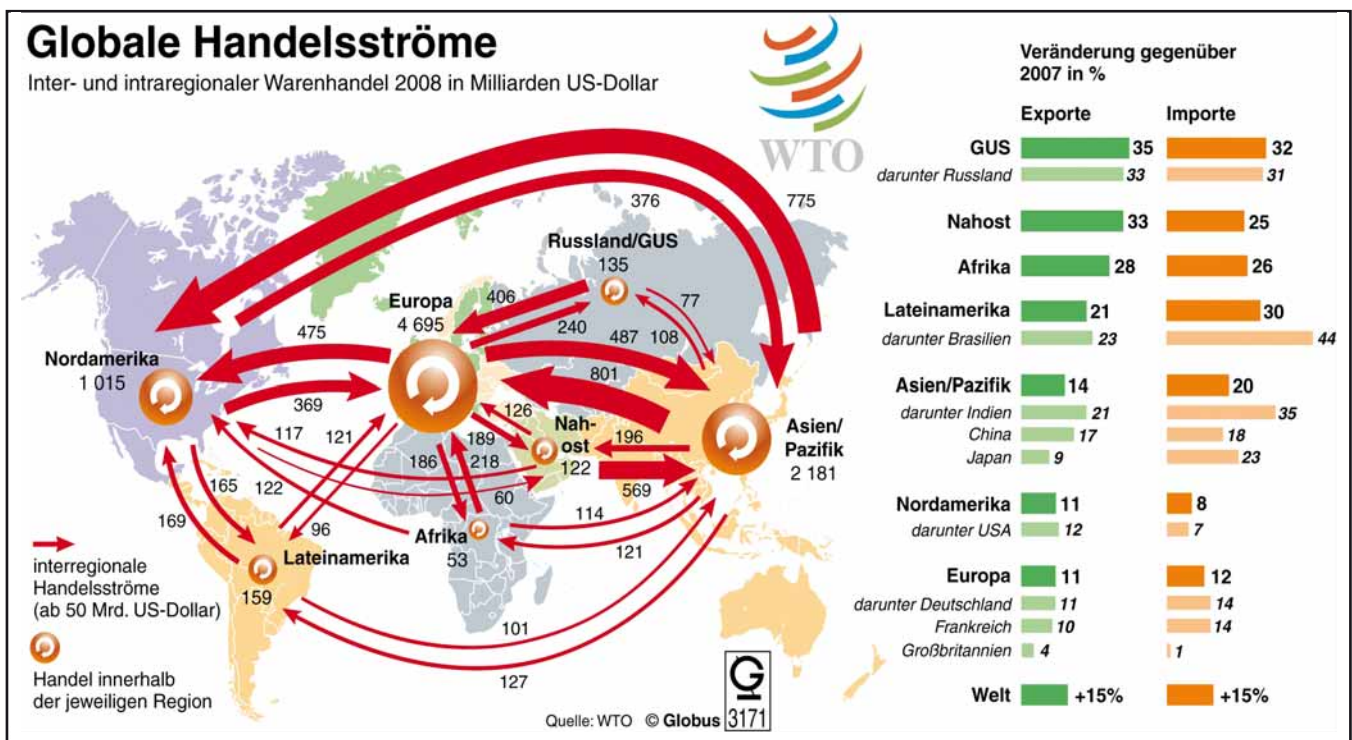 Globale Handelsströme
Inter- und intraregionaler Warenhandel 2008 in Milliarden US-Dollar
WTO
376
775
Russland/GUS
135
Europa
4 695
406
77
240
487
108
475
Nordamerika
1 015
801
369
126
Nah-
ost
122
Asien/
Pazifik
2 181
117
121
189
196
186
218
165
122
60
569
169
96
Afrika
53
114
121
Lateinamerika
159
101
127
interregionale
Handelsströme
(ab 50 Mrd. US-Dollar)
Handel innerhalb
der jeweiligen Region
Quelle: WTO © Globus
G
3171
Veränderung gegenüber
2007 in %
Exporte Importe
GUS 35 32
darunter Russland 33 31
Nahost 33 25
Afrika 28 26
Lateinamerika 21 30
darunter Brasilien 23 44
Asien/Pazifik 14 20
darunter Indien 21 35
China 17 18
Japan 9 23
Nordamerika 11 8
darunter USA 12 7
Europa 11 12
darunter Deutschland 11 14
Frankreich 10 14
Großbritannien 4 1
Welt +15% +15%